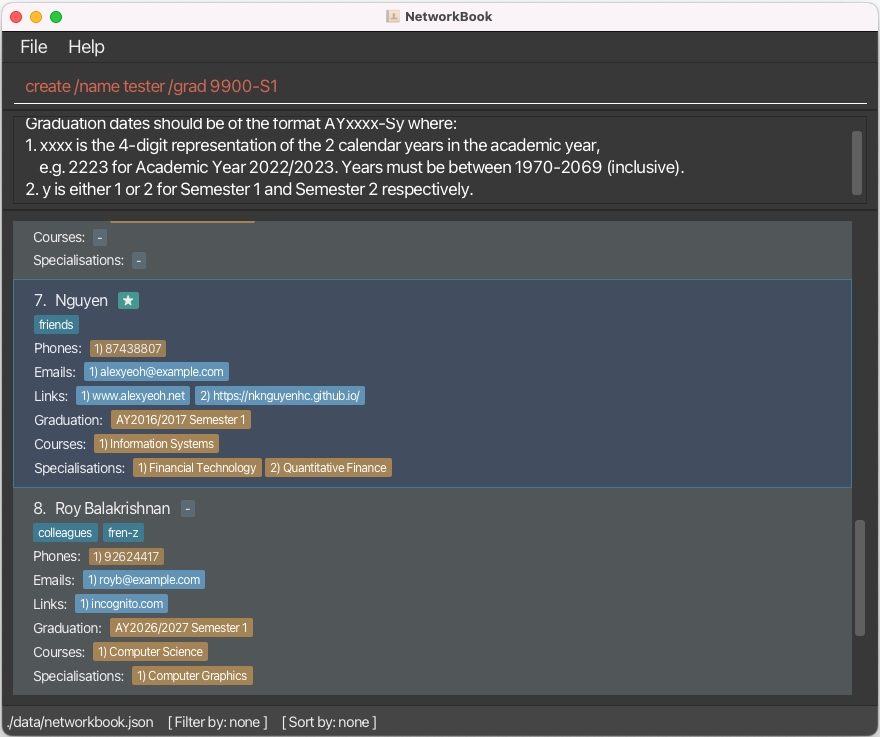 NetworkBook
File Help
create /name tester /grad 9900-S1
Graduation dates should be of the format AYxxxx-Sy where:
1. xxxx is the 4-digit representation of the 2 calendar years in the academic year,
e.g. 2223 for Academic Year 2022/2023. Years must be between 1970-2069 (inclusive).
2. y is either 1 or 2 for Semester 1 and Semester 2 respectively.
Courses: -
Specialisations: -
7. Nguyen ★
friends
Phones: 1) 87438807
Emails: 1) alexyeoh@example.com
Links: 1) www.alexyeoh.net 2) https://nknguyenhc.github.io/
Graduation: AY2016/2017 Semester 1
Courses: 1) Information Systems
Specialisations: 1) Financial Technology 2) Quantitative Finance
8. Roy Balakrishnan -
colleagues fren-z
Phones: 1) 92624417
Emails: 1) royb@example.com
Links: 1) incognito.com
Graduation: AY2026/2027 Semester 1
Courses: 1) Computer Science
Specialisations: 1) Computer Graphics
./data/networkbook.json [ Filter by: none ] [ Sort by: none ]